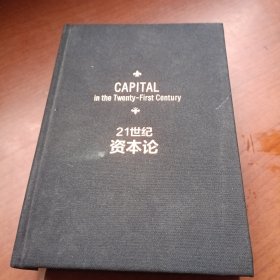 CAPITAL
in the Twenty-First Century
21世纪
资本论